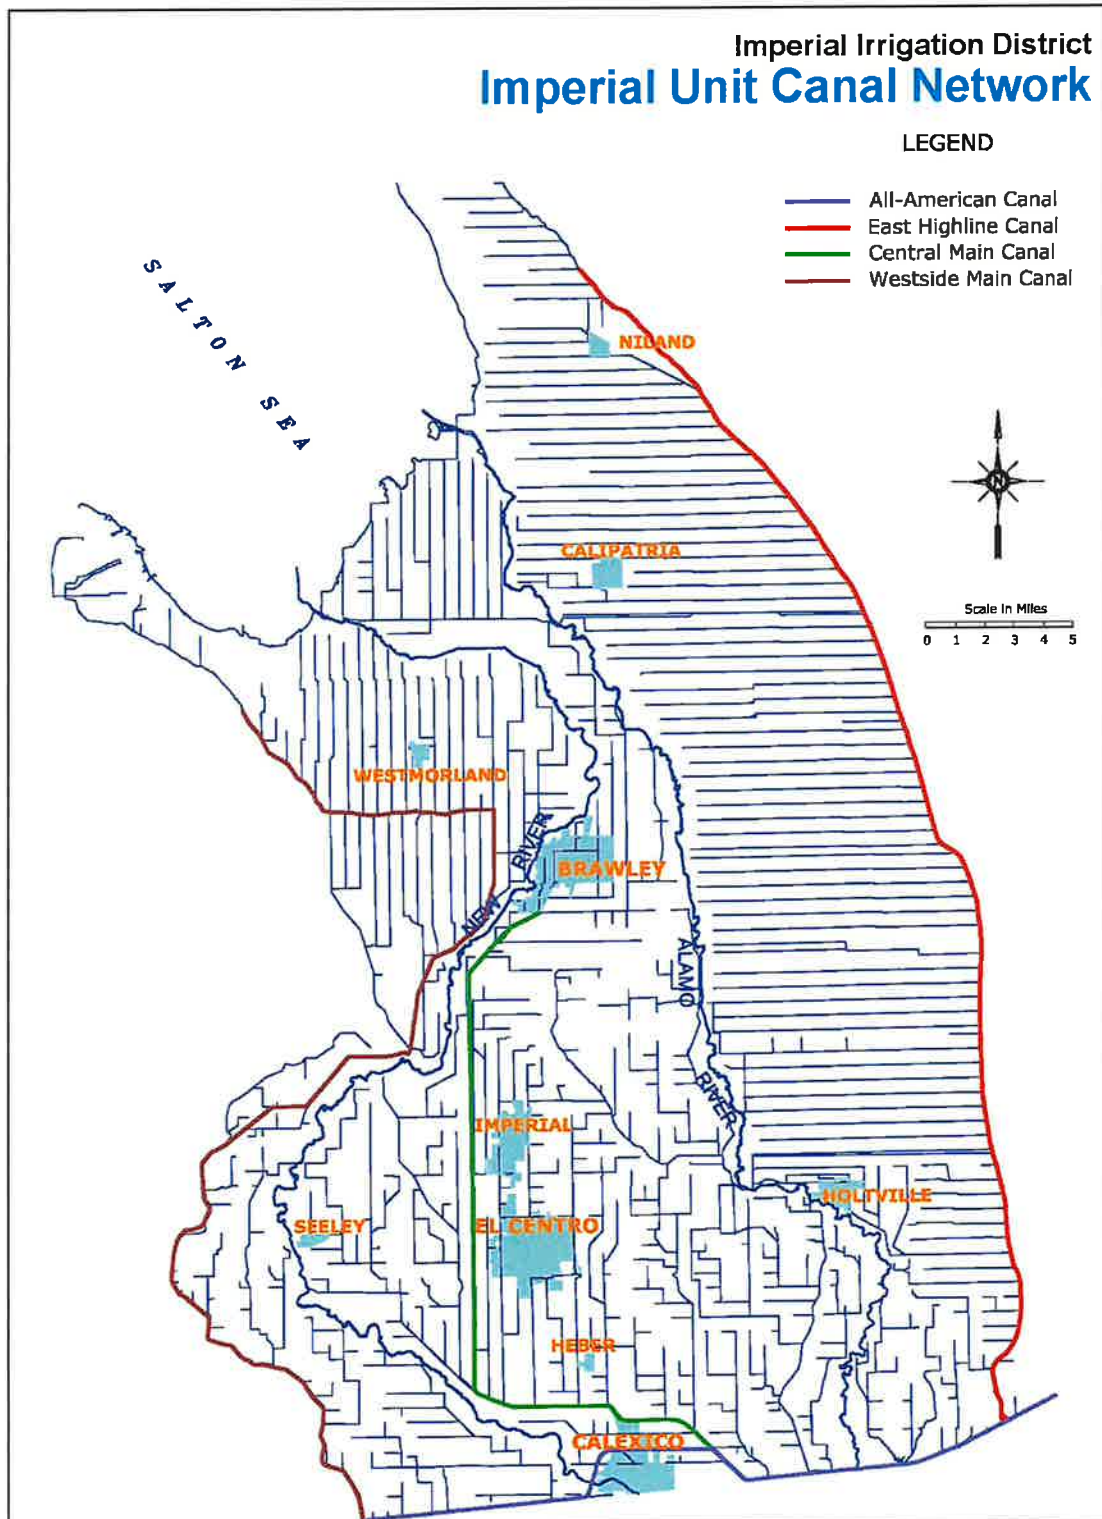 Imperial Irrigation District
Imperial Unit Canal Network
LEGEND
All-American Canal
East Highline Canal
Central Main Canal
Westside Main Canal
SALTON SEA
NILAND
N
CALIPATRIA
Scale in Miles
0 1 2 3 4 5
WESTMORLAND
NEW RIVER
BRAWLEY
ALAMO RIVER
IMPERIAL
HOLTVILLE
SEELEY
EL CENTRO
HEBER
CALEXICO